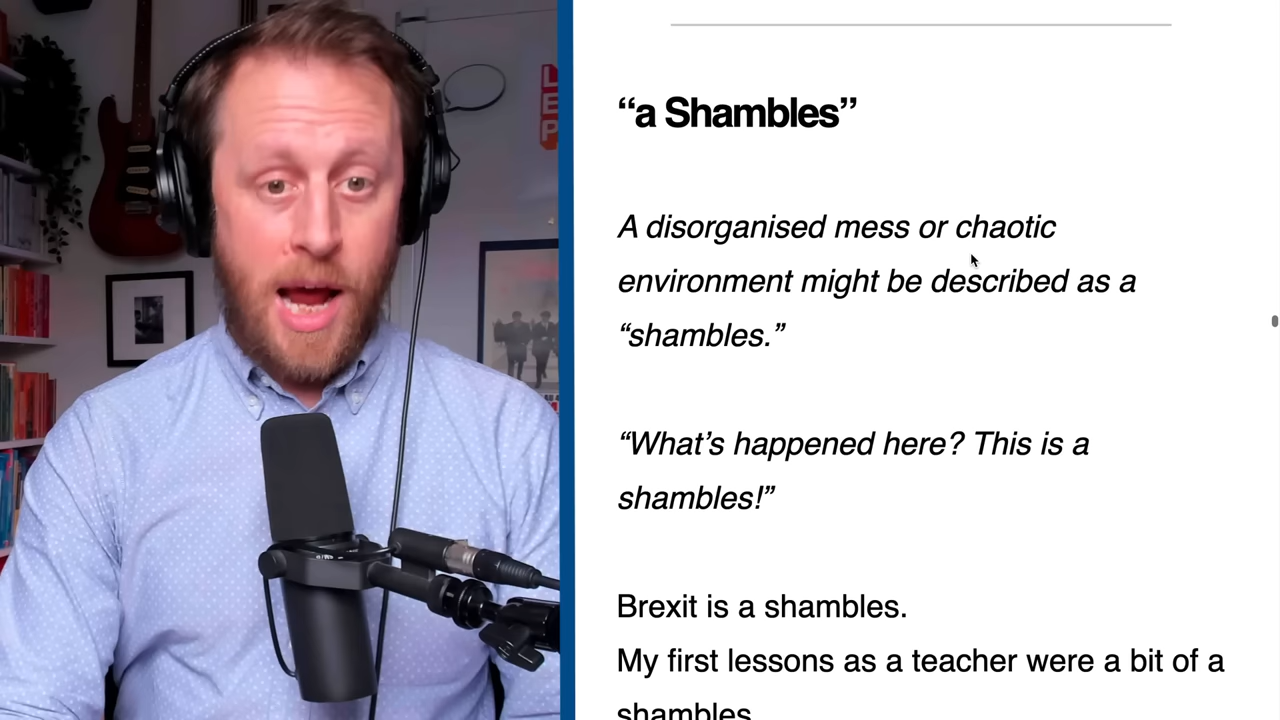 LEP
“a Shambles”
A disorganised mess or chaotic
environment might be described as a
“shambles.”
“What’s happened here? This is a
shambles!”
Brexit is a shambles.
My first lessons as a teacher were a bit of a
shambles